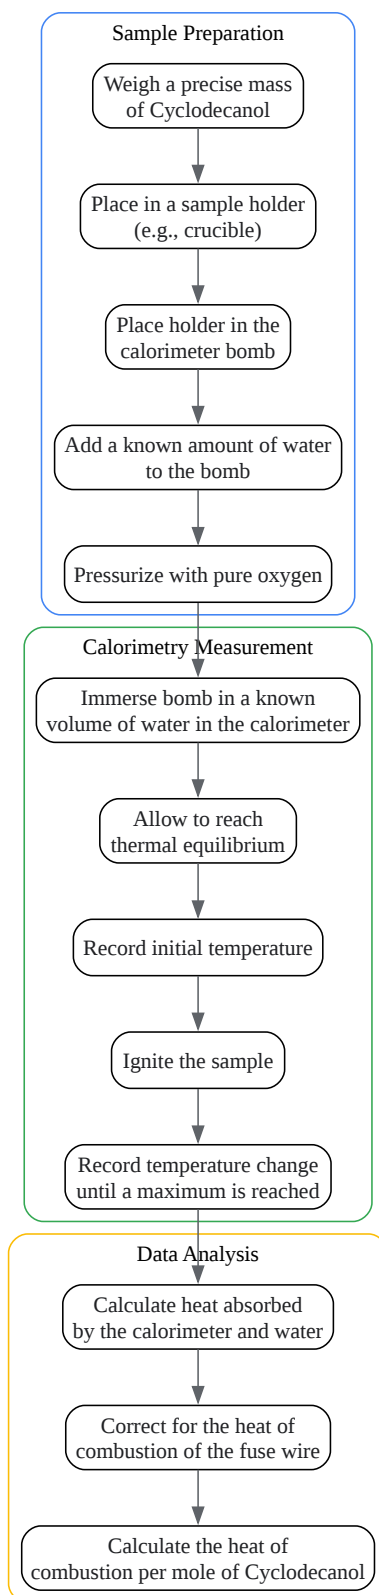 Sample Preparation
Weigh a precise mass
of Cyclodecanol
Place in a sample holder
(e.g., crucible)
Place holder in the
calorimeter bomb
Add a known amount of water
to the bomb
Pressurize with pure oxygen
Calorimetry Measurement
Immerse bomb in a known
volume of water in the calorimeter
Allow to reach
thermal equilibrium
Record initial temperature
Ignite the sample
Record temperature change
until a maximum is reached
Data Analysis
Calculate heat absorbed
by the calorimeter and water
Correct for the heat of
combustion of the fuse wire
Calculate the heat of
combustion per mole of Cyclodecanol